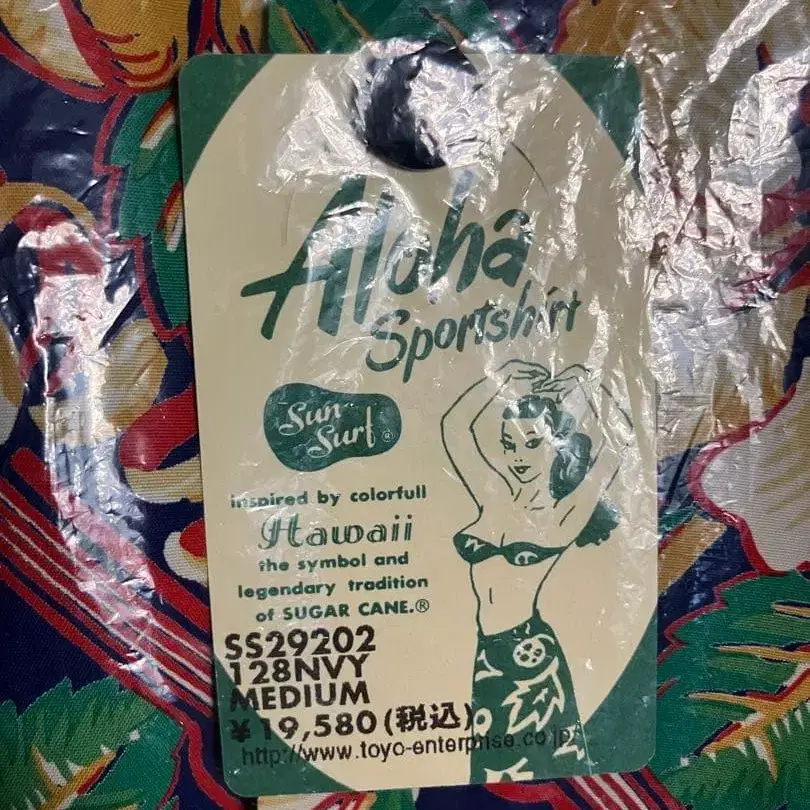 Aloha
Sportshirt
Sun
Surf ®
inspired by colorfull
Hawaii
the symbol and
legendary tradition
of SUGAR CANE.®
SS29202
128NVY
MEDIUM
¥19,580(税込)
http://www.toyo-enterprise.co.jp/